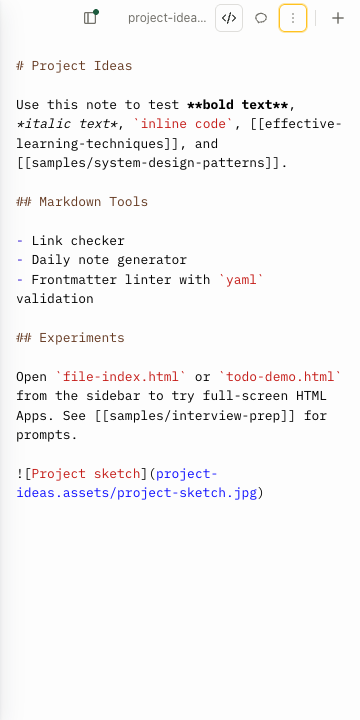 project-idea...
# Project Ideas
Use this note to test **bold text**,
*italic text*, `inline code`, [[effective-
learning-techniques]], and
[[samples/system-design-patterns]].
## Markdown Tools
- Link checker
- Daily note generator
- Frontmatter linter with `yaml`
validation
## Experiments
Open `file-index.html` or `todo-demo.html`
from the sidebar to try full-screen HTML
Apps. See [[samples/interview-prep]] for
prompts.
![Project sketch](project-
ideas.assets/project-sketch.jpg)